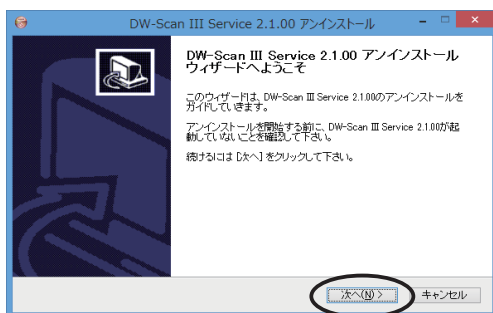 DW-Scan III Service 2.1.00 アンインストール
DW-Scan III Service 2.1.00 アンインストール
ウィザードへようこそ
このウィザードは、DW-Scan III Service 2.1.00のアンインストールを
ガイドしていきます。
アンインストールを開始する前に、DW-Scan III Service 2.1.00が起
動していないことを確認して下さい。
続けるには [次へ] をクリックして下さい。
次へ(N) >
キャンセル